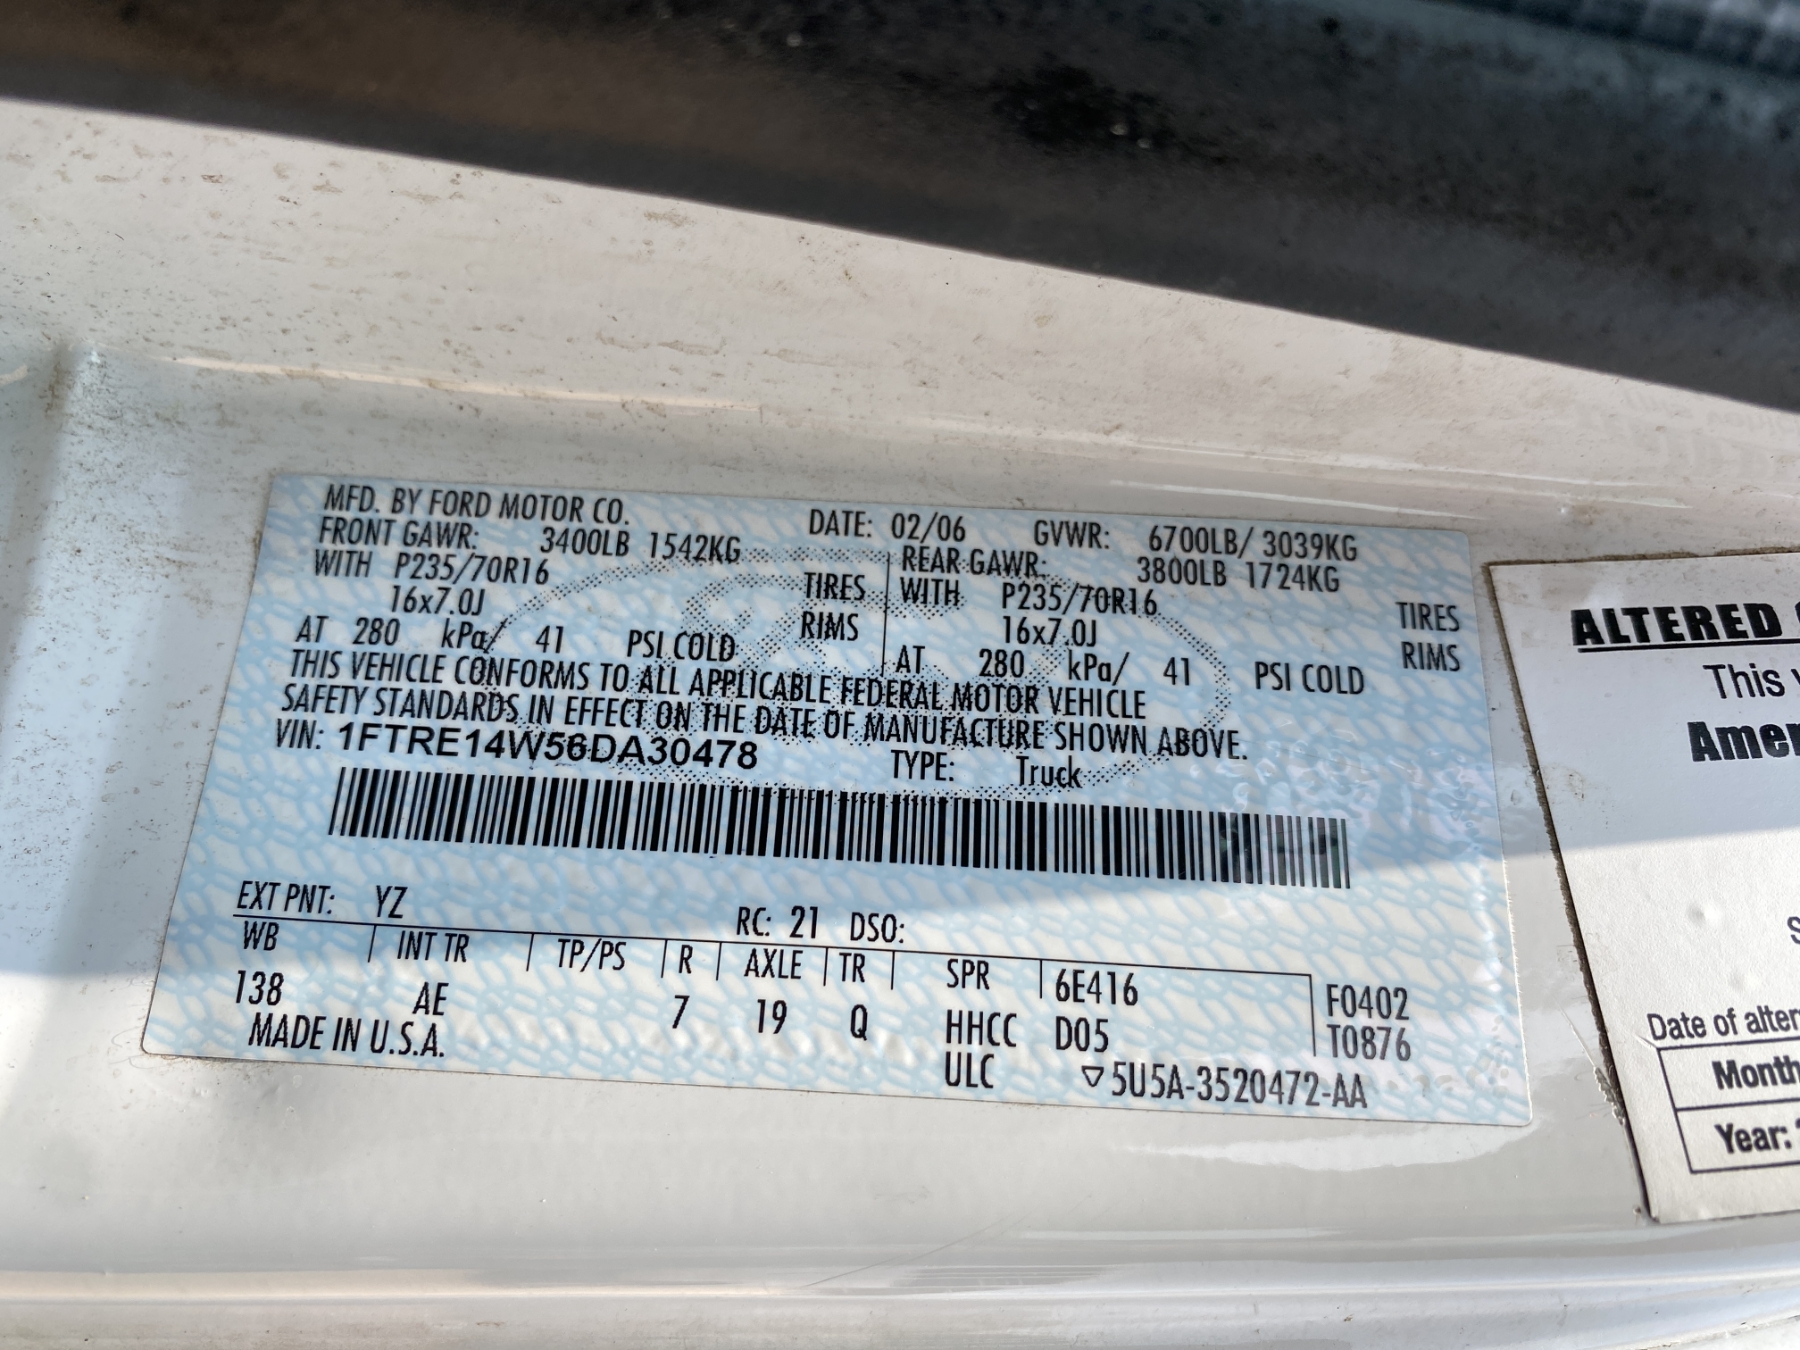 MFD. BY FORD MOTOR CO. DATE: 02/06 GVWR: 6700LB/ 3039KG
FRONT GAWR: 3400LB 1542KG REAR GAWR: 3800LB 1724KG
WITH P235/70R16 TIRES WITH P235/70R16 TIRES
16x7.0J RIMS 16x7.0J RIMS
AT 280 kPa/ 41 PSI COLD AT 280 kPa/ 41 PSI COLD
THIS VEHICLE CONFORMS TO ALL APPLICABLE FEDERAL MOTOR VEHICLE
SAFETY STANDARDS IN EFFECT ON THE DATE OF MANUFACTURE SHOWN ABOVE.
VIN: 1FTRE14W56DA30478 TYPE: Truck
EXT PNT: YZ RC: 21 DSO:
WB INT TR TP/PS R AXLE TR SPR 6E416 F0402
138 AE 7 19 Q HHCC D05 T0876
MADE IN U.S.A. ULC ▽5U5A-3520472-AA
ALTERED
This
Date of
Month
Year: